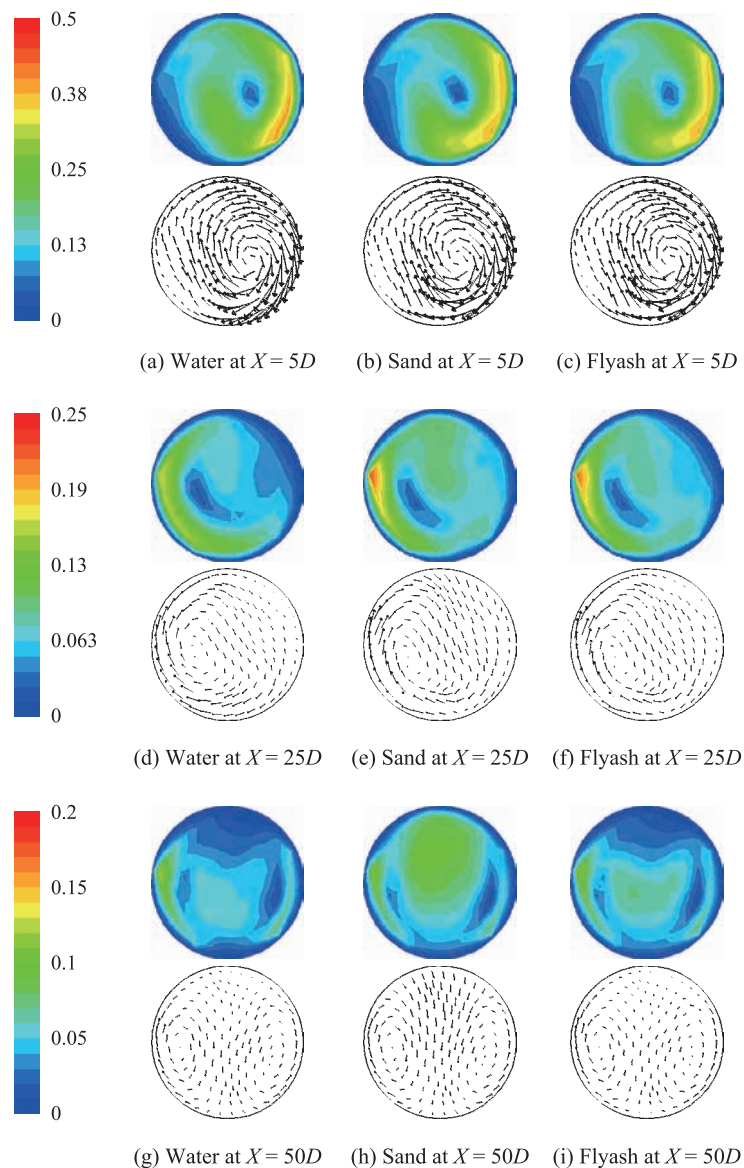 0.5
0.38
0.25
0.13
0
(a) Water at X = 5D
(b) Sand at X = 5D
(c) Flyash at X = 5D
0.25
0.19
0.13
0.063
0
(d) Water at X = 25D
(e) Sand at X = 25D
(f) Flyash at X = 25D
0.2
0.15
0.1
0.05
0
(g) Water at X = 50D
(h) Sand at X = 50D
(i) Flyash at X = 50D